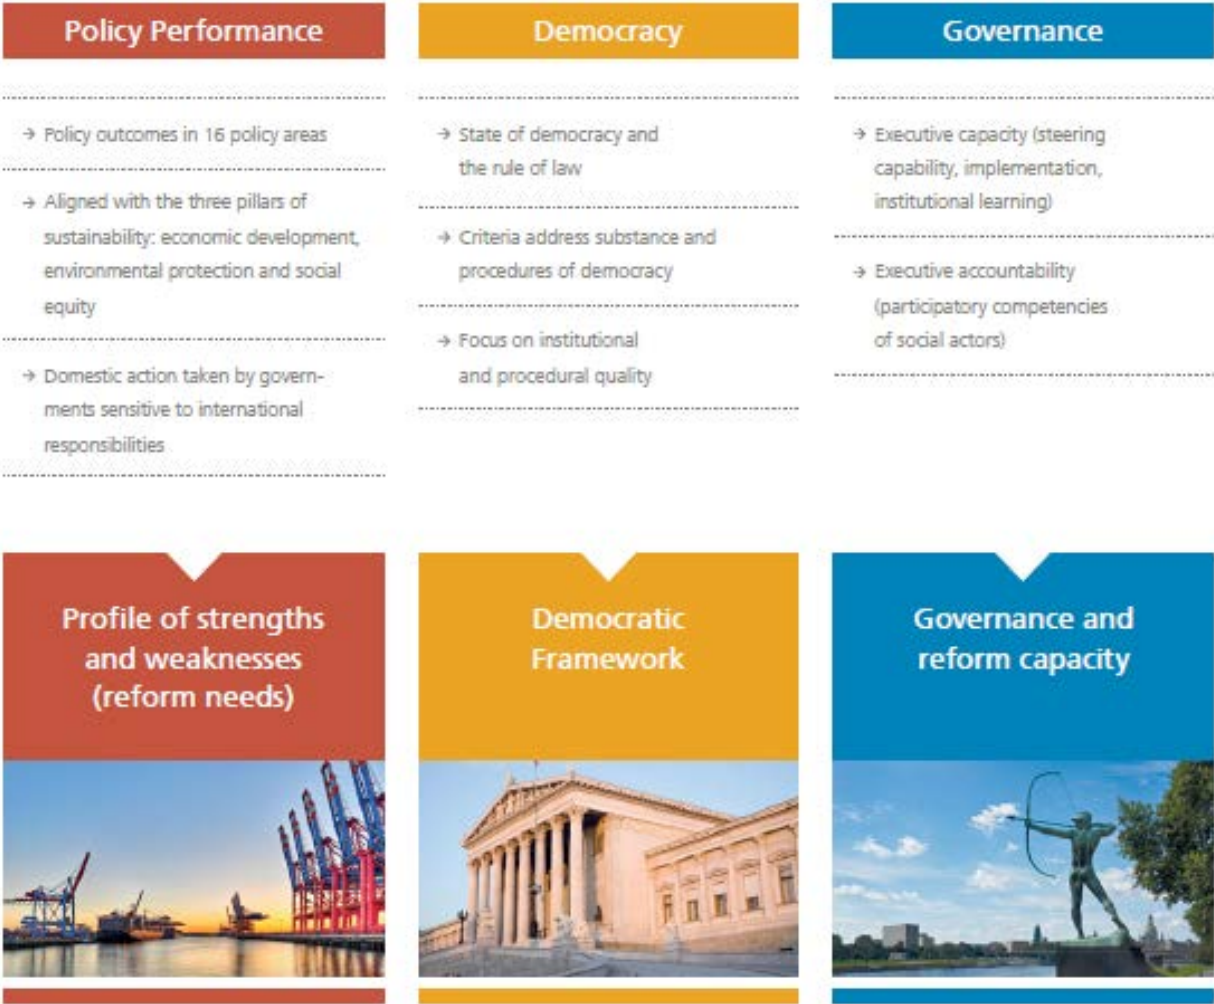 Policy Performance
→ Policy outcomes in 16 policy areas
→ Aligned with the three pillars of
sustainability: economic development,
environmental protection and social
equity
→ Domestic action taken by govern-
ments sensitive to international
responsibilities
Profile of strengths
and weaknesses
(reform needs)
Democracy
→ State of democracy and
the rule of law
→ Criteria address substance and
procedures of democracy
→ Focus on institutional
and procedural quality
Democratic
Framework
Governance
→ Executive capacity (steering
capability, implementation,
institutional learning)
→ Executive accountability
(participatory competencies
of social actors)
Governance and
reform capacity